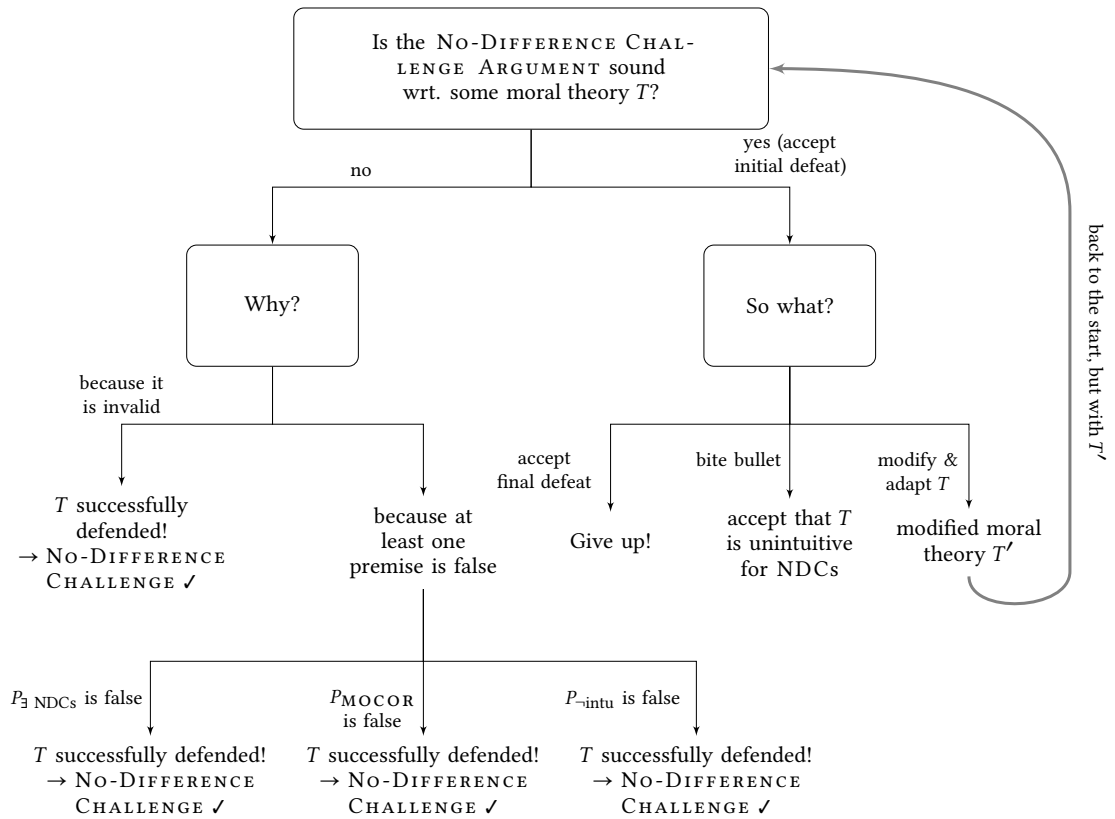 Is the NO-DIFFERENCE CHAL-
LENGE ARGUMENT sound
wrt. some moral theory T?
no
yes (accept
initial defeat)
Why?
So what?
back to the start, but with T′
because it
is invalid
T successfully
defended!
→ NO-DIFFERENCE
CHALLENGE ✓
because at
least one
premise is false
accept
final defeat
Give up!
bite bullet
accept that T
is unintuitive
for NDCs
modify &
adapt T
modified moral
theory T′
P∃ NDCs is false
T successfully defended!
→ NO-DIFFERENCE
CHALLENGE ✓
PMOCOR
is false
T successfully defended!
→ NO-DIFFERENCE
CHALLENGE ✓
P¬intu is false
T successfully defended!
→ NO-DIFFERENCE
CHALLENGE ✓